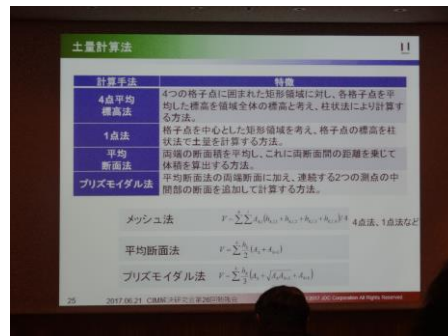 土量計算法
計算手法 特徴
4点平均標高法 4つの格子点に囲まれた矩形領域に対し、各格子点を平
均した標高を領域全体の標高と考え、柱状法により計算す
る方法。
1点法 格子点を中心とした矩形領域を考え、格子点の標高を柱
状法で土量を計算する方法。
平均断面法 両端の断面積を平均し、これに両断面間の距離を乗じて
体積を算出する方法。
プリズモイダル法 平均断面法の両端断面に加え、連続する2つの測点の中
間部の断面を追加して計算する方法。
メッシュ法
4点法、1点法など
平均断面法
プリズモイダル法
25 2017.06.21
Corporation All Rights Reserved